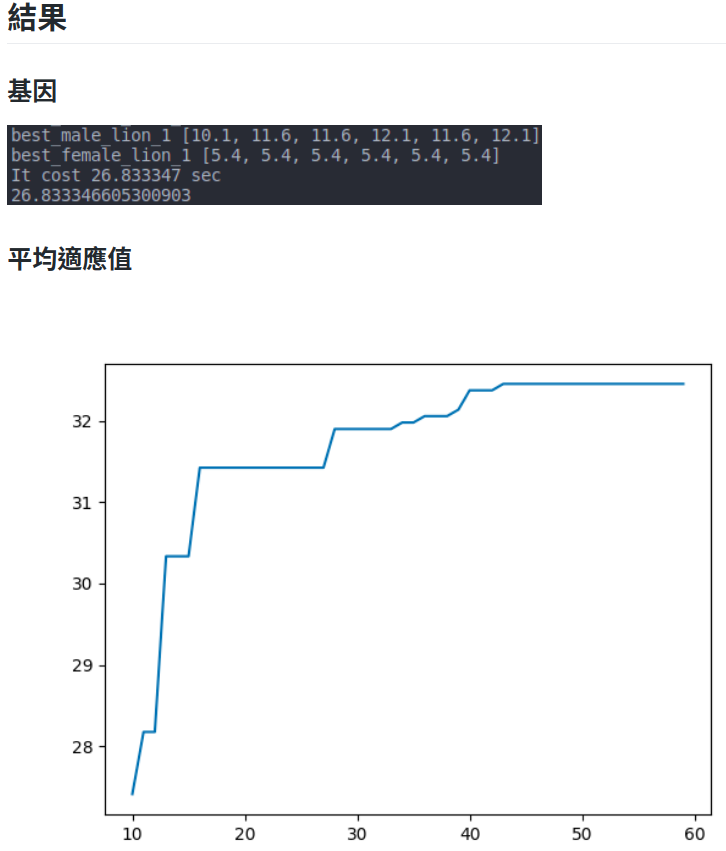 結果
基因
best_male_lion_1 [10.1, 11.6, 11.6, 12.1, 11.6, 12.1]
best_female_lion_1 [5.4, 5.4, 5.4, 5.4, 5.4, 5.4]
It cost 26.833347 sec
26.833346605300903
平均適應值
32
31
30
29
28
10 20 30 40 50 60